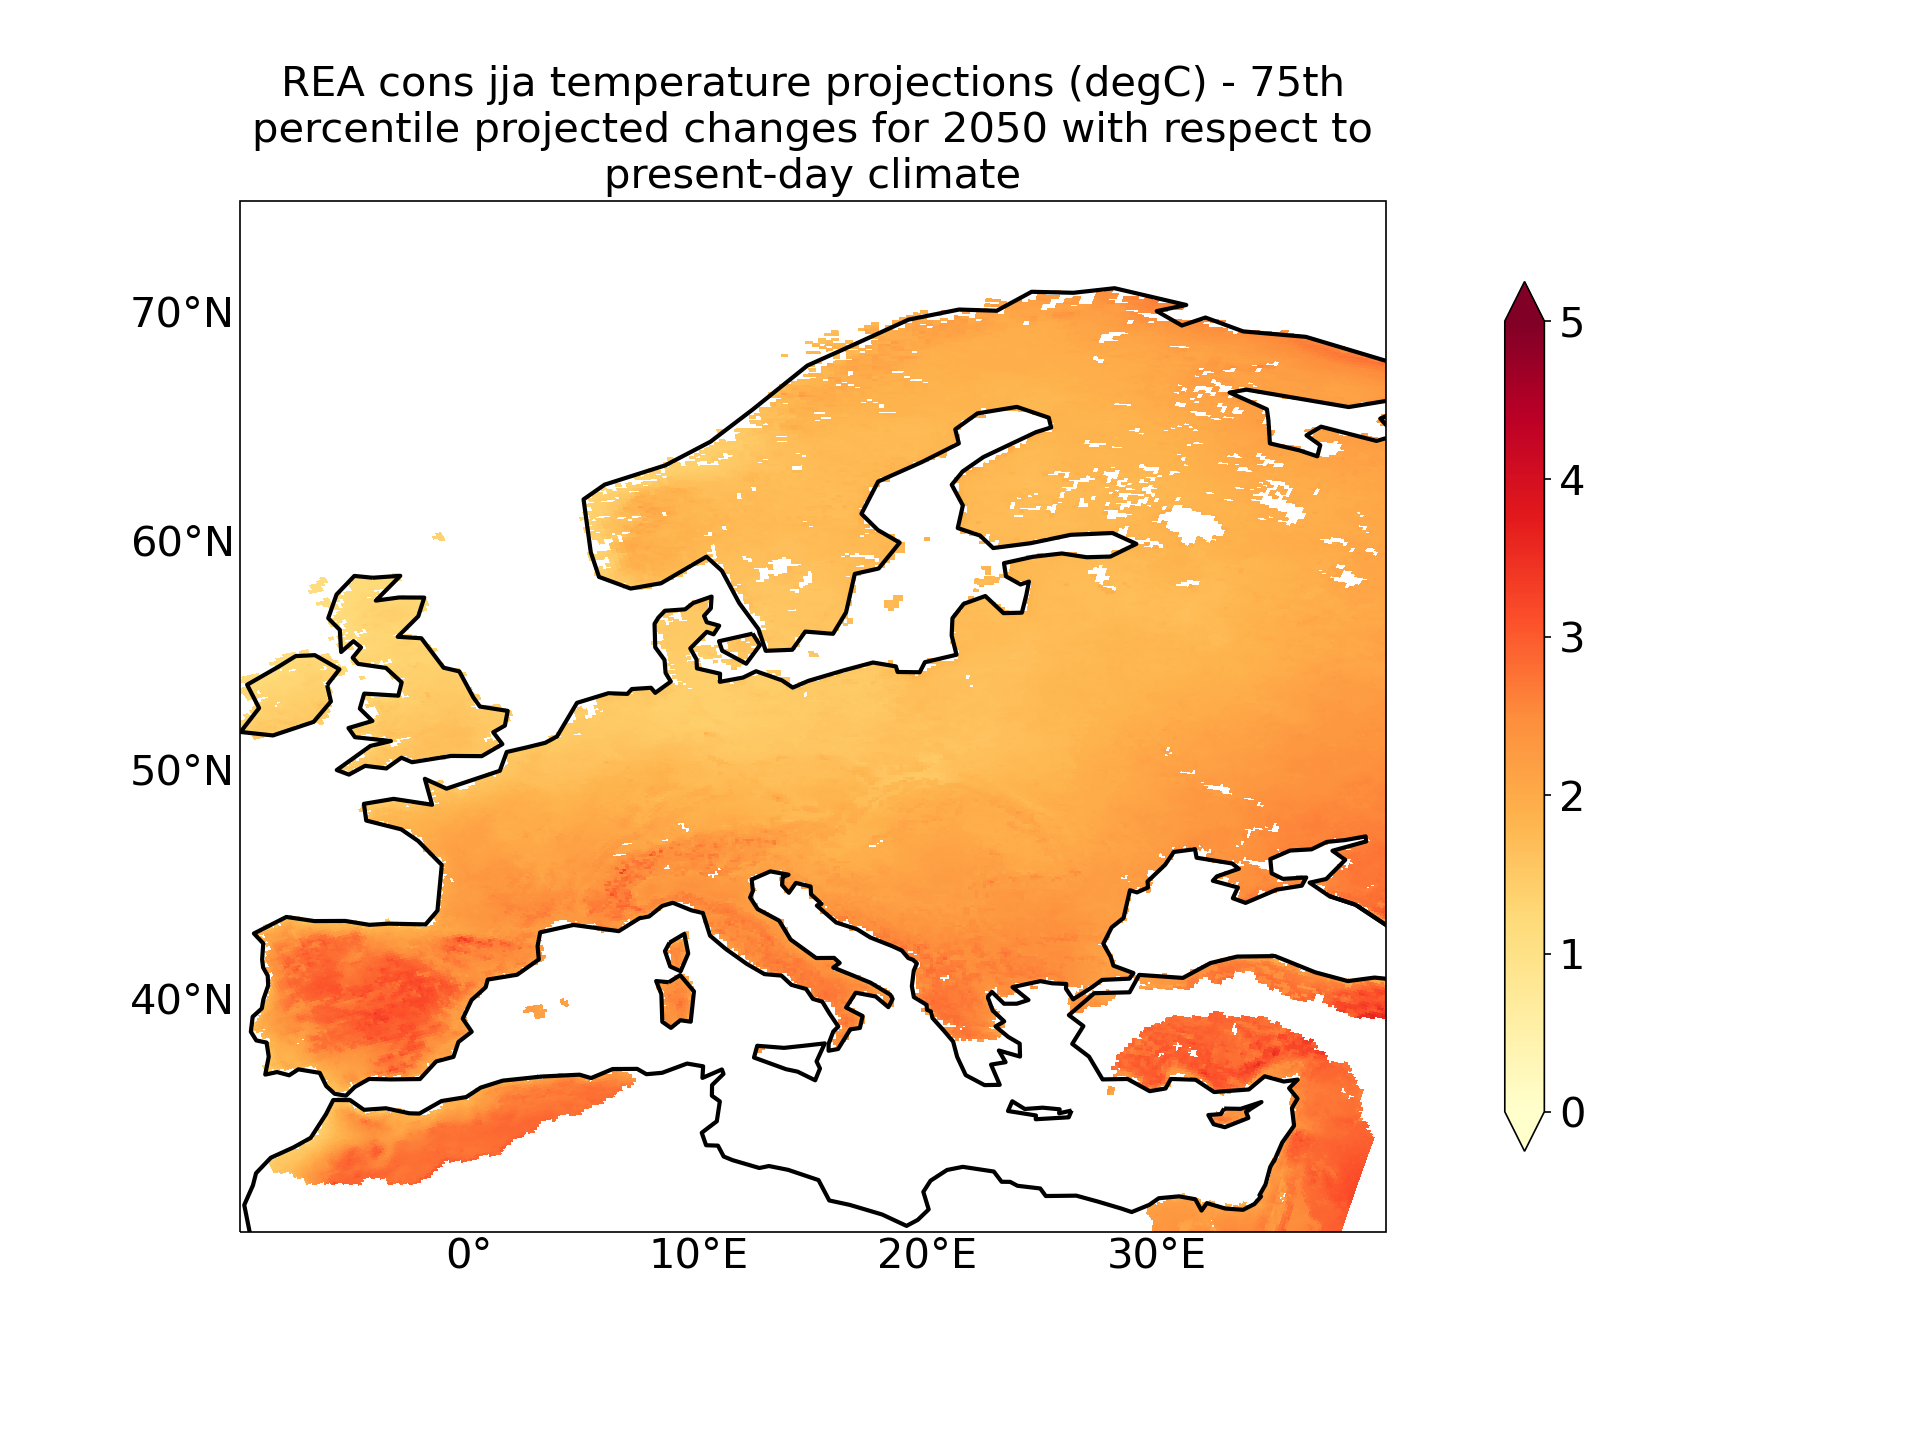 REA cons jja temperature projections (degC) - 75th
percentile projected changes for 2050 with respect to
present-day climate
70°N
60°N
50°N
40°N
0°
10°E
20°E
30°E
5
4
3
2
1
0